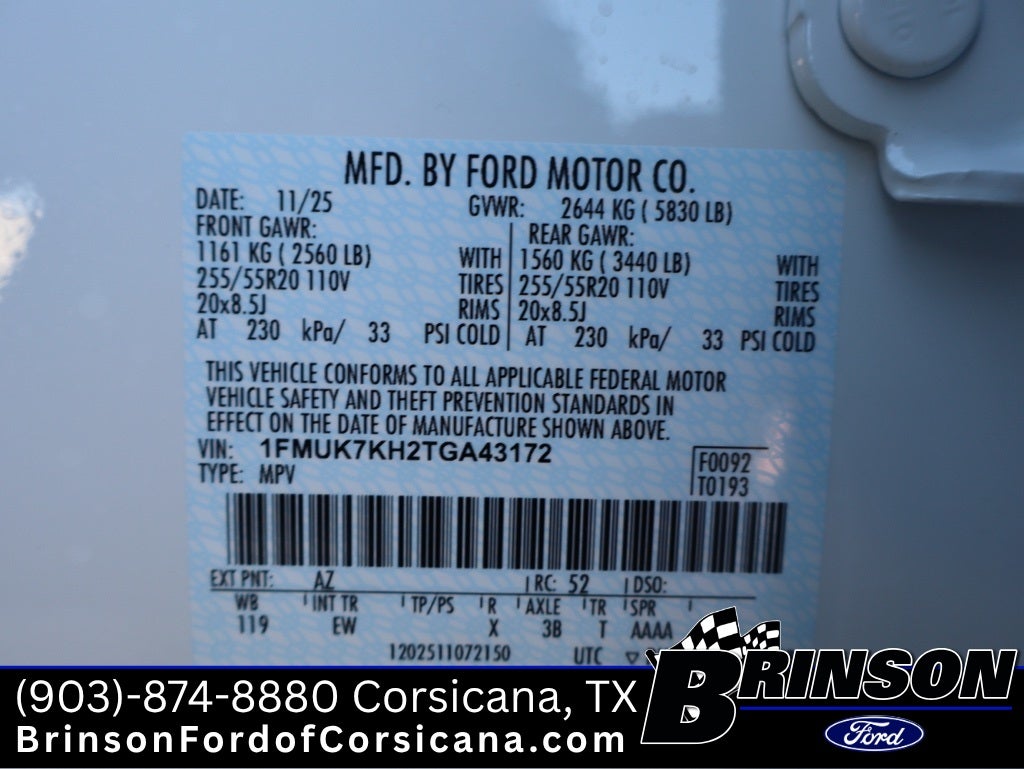 MFD. BY FORD MOTOR CO.
DATE: 11/25 GVWR: 2644 KG ( 5830 LB)
FRONT GAWR: REAR GAWR:
1161 KG ( 2560 LB) WITH 1560 KG ( 3440 LB) WITH
255/55R20 110V TIRES 255/55R20 110V TIRES
20x8.5J RIMS 20x8.5J RIMS
AT 230 kPa/ 33 PSI COLD AT 230 kPa/ 33 PSI COLD
THIS VEHICLE CONFORMS TO ALL APPLICABLE FEDERAL MOTOR
VEHICLE SAFETY AND THEFT PREVENTION STANDARDS IN
EFFECT ON THE DATE OF MANUFACTURE SHOWN ABOVE.
VIN: 1FMUK7KH2TGA43172
F0092
TYPE: MPV
T0193
EXT PNT: AZ RC: 52 DSO:
WB INT TR TP/PS R AXLE TR SPR
119 EW X 3B T AAAA
1202511072150 UTC
(903)-874-8880 Corsicana, TX
BrinsonFordofCorsicana.com
BRINSON
Ford